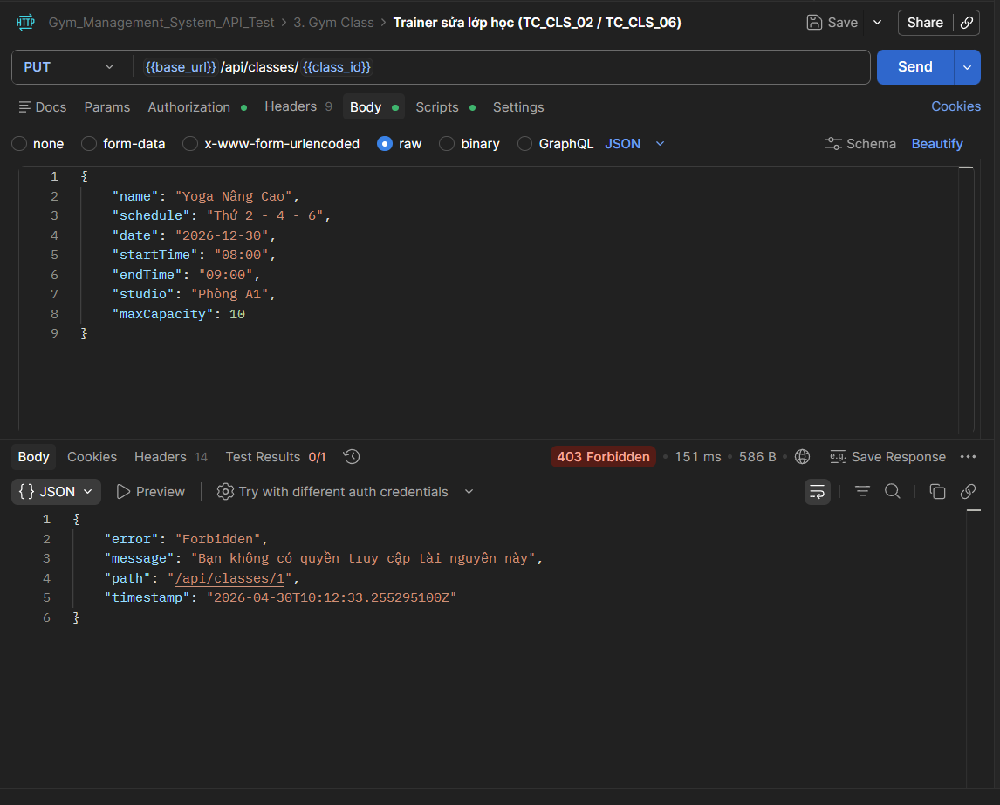 HTTP Gym_Management_System_API_Test > 3. Gym Class > Trainer sửa lớp học (TC_CLS_02 / TC_CLS_06) Save Share
PUT {{base_url}} /api/classes/ {{class_id}} Send
Docs Params Authorization Headers 9 Body Scripts Settings Cookies
none form-data x-www-form-urlencoded raw binary GraphQL JSON Schema Beautify
1 {
2 "name": "Yoga Nâng Cao",
3 "schedule": "Thứ 2 - 4 - 6",
4 "date": "2026-12-30",
5 "startTime": "08:00",
6 "endTime": "09:00",
7 "studio": "Phòng A1",
8 "maxCapacity": 10
9 }
Body Cookies Headers 14 Test Results 0/1 403 Forbidden • 151 ms • 586 B • e.g. Save Response
{} JSON Preview Try with different auth credentials
1 {
2 "error": "Forbidden",
3 "message": "Bạn không có quyền truy cập tài nguyên này",
4 "path": "/api/classes/1",
5 "timestamp": "2026-04-30T10:12:33.255295100Z"
6 }